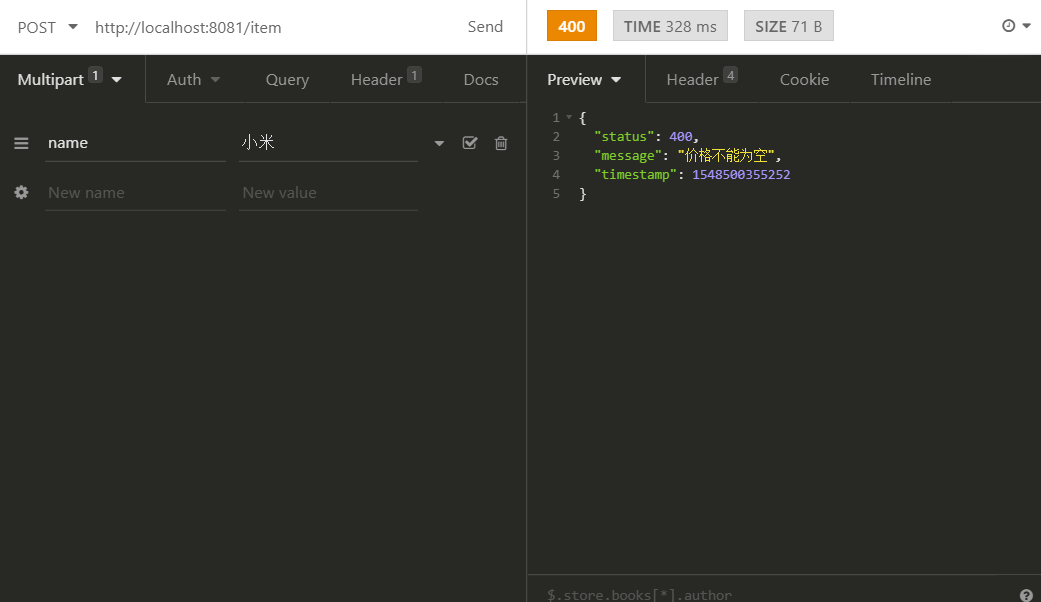 POST http://localhost:8081/item Send 400 TIME 328 ms SIZE 71 B
Multipart 1 Auth Query Header 1 Docs Preview Header 4 Cookie Timeline
name 小米
New name New value
1 {
2 "status": 400,
3 "message": "价格不能为空",
4 "timestamp": 1548500355252
5 }
$.store.books[*].author